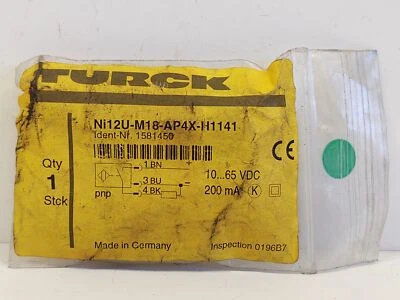 TURCK
Ni12U-M18-AP4X-H1141
Ident-Nr. 1581450
CE
Qty
1
Stck
1 BN +
3 BU -
4 BK
pnp
10...65 VDC
200 mA K
Made in Germany
Inspection 0196B7